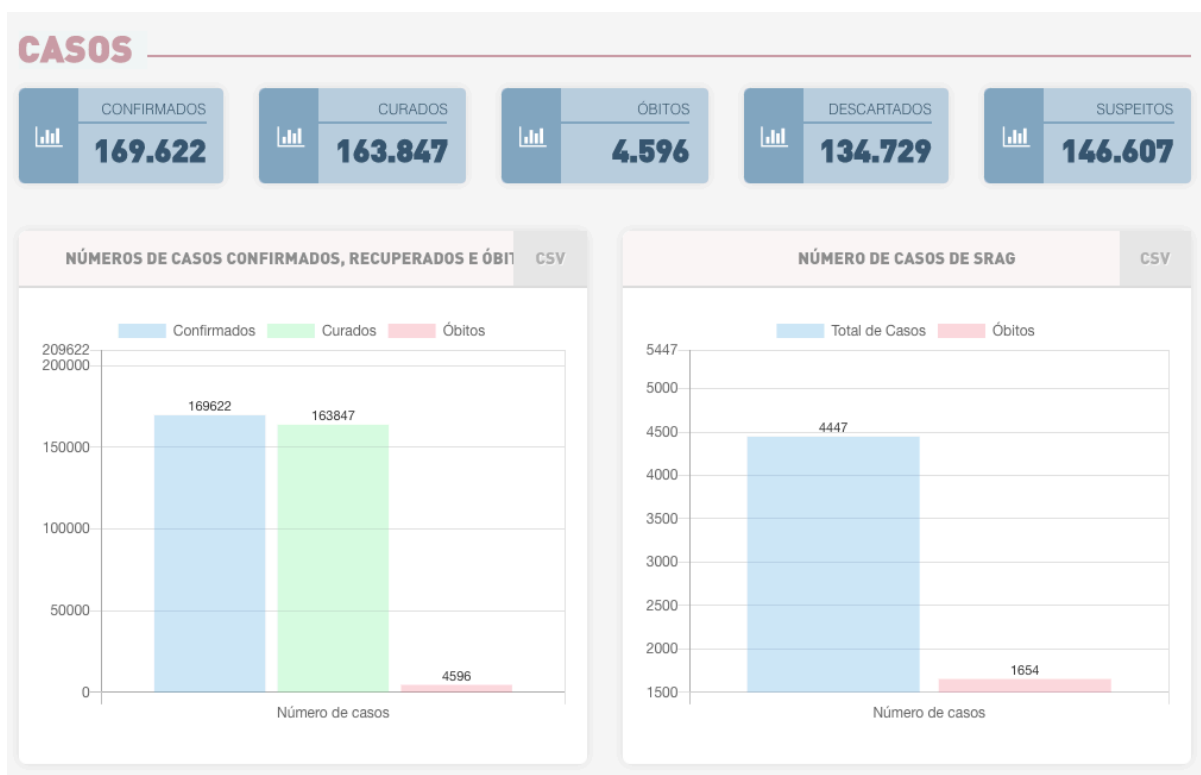 CASOS
CONFIRMADOS
169.622
CURADOS
163.847
ÓBITOS
4.596
DESCARTADOS
134.729
SUSPEITOS
146.607
NÚMEROS DE CASOS CONFIRMADOS, RECUPERADOS E ÓBIT
CSV
Confirmados Curados Óbitos
209622
200000
150000
100000
50000
0
169622
163847
4596
Número de casos
NÚMERO DE CASOS DE SRAG
CSV
Total de Casos Óbitos
5447
5000
4500
4000
3500
3000
2500
2000
1500
4447
1654
Número de casos